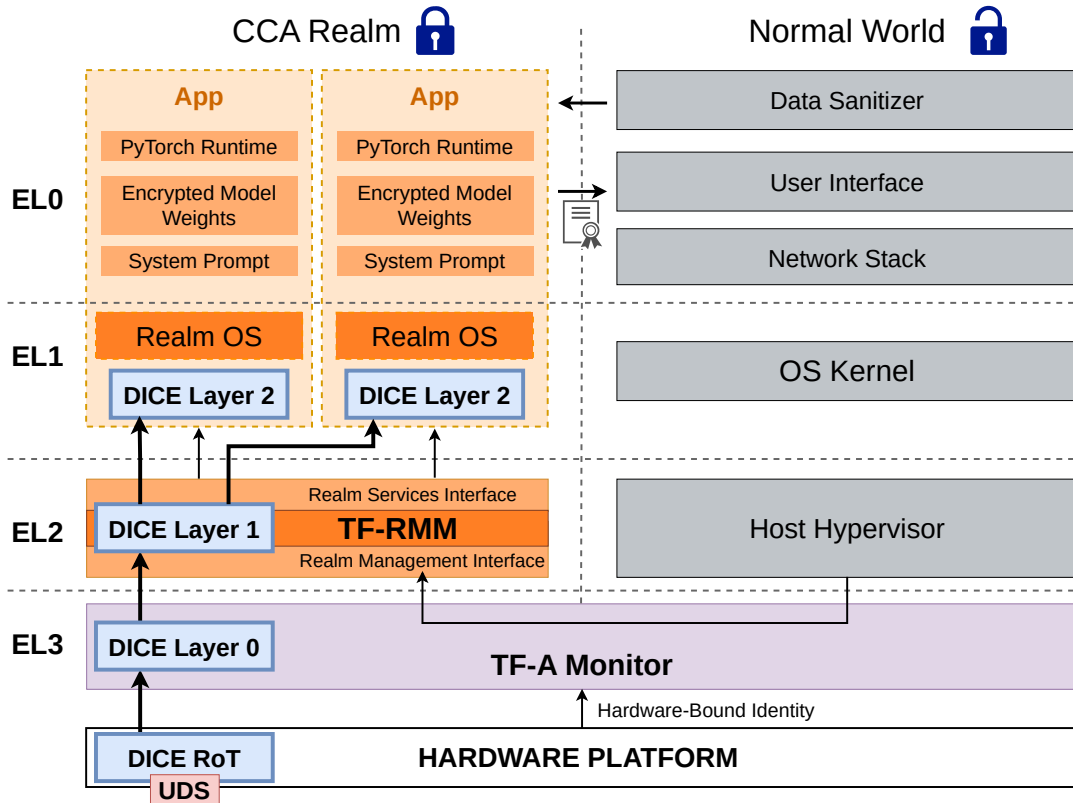 CCA Realm
Normal World
App
App
Data Sanitizer
PyTorch Runtime
PyTorch Runtime
EL0
Encrypted Model
Weights
Encrypted Model
Weights
User Interface
System Prompt
System Prompt
Network Stack
EL1
Realm OS
Realm OS
OS Kernel
DICE Layer 2
DICE Layer 2
EL2
Realm Services Interface
DICE Layer 1
TF-RMM
Host Hypervisor
Realm Management Interface
EL3
DICE Layer 0
TF-A Monitor
Hardware-Bound Identity
DICE RoT
HARDWARE PLATFORM
UDS